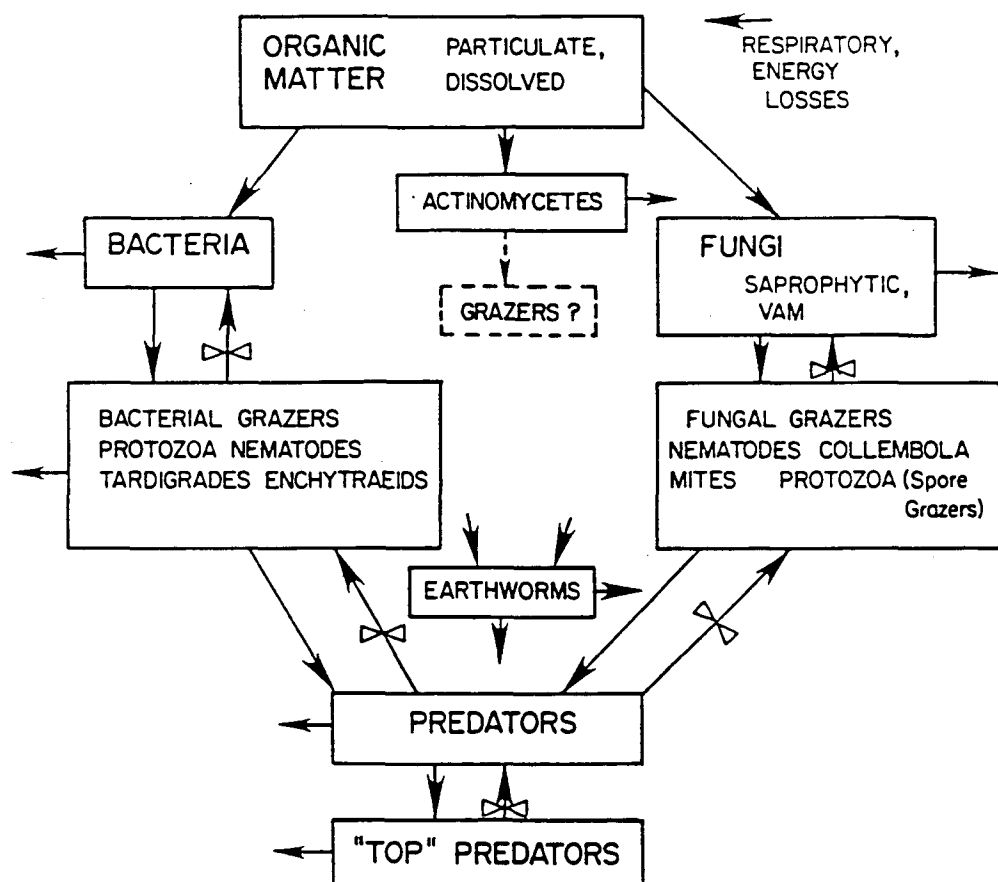 ORGANIC PARTICULATE,
MATTER DISSOLVED
RESPIRATORY,
ENERGY
LOSSES
ACTINOMYCETES
BACTERIA
FUNGI
SAPROPHYTIC,
VAM
GRAZERS ?
BACTERIAL GRAZERS
PROTOZOA NEMATODES
TARDIGRADES ENCHYTRAEIDS
FUNGAL GRAZERS
NEMATODES COLLEMBOLA
MITES PROTOZOA (Spore
Grazers)
EARTHWORMS
PREDATORS
"TOP" PREDATORS